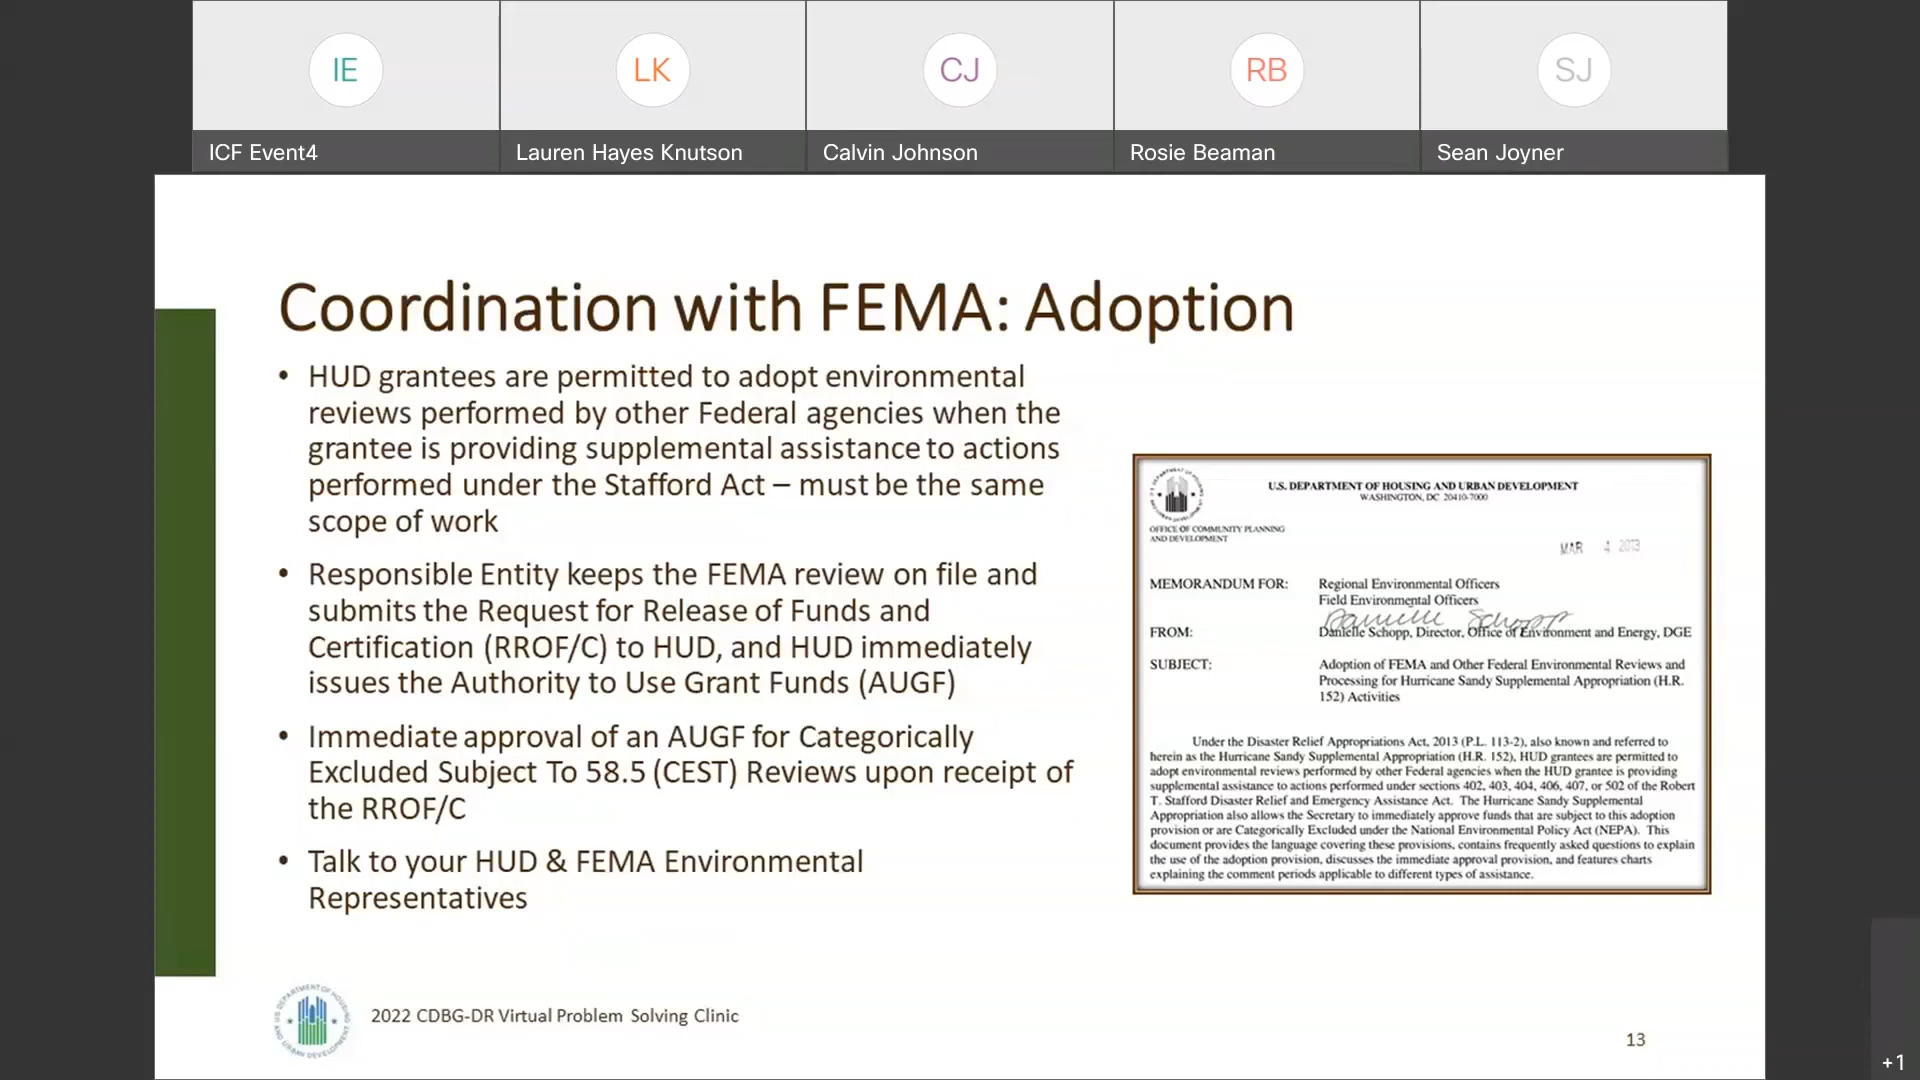 IE
LK
CJ
RB
SJ
ICF Event4
Lauren Hayes Knutson
Calvin Johnson
Rosie Beaman
Sean Joyner
Coordination with FEMA: Adoption
• HUD grantees are permitted to adopt environmental
reviews performed by other Federal agencies when the
grantee is providing supplemental assistance to actions
performed under the Stafford Act – must be the same
scope of work
• Responsible Entity keeps the FEMA review on file and
submits the Request for Release of Funds and
Certification (RROF/C) to HUD, and HUD immediately
issues the Authority to Use Grant Funds (AUGF)
• Immediate approval of an AUGF for Categorically
Excluded Subject To 58.5 (CEST) Reviews upon receipt of
the RROF/C
• Talk to your HUD & FEMA Environmental
Representatives
U.S. DEPARTMENT OF HOUSING AND URBAN DEVELOPMENT
WASHINGTON, DC 20410-7000
OFFICE OF COMMUNITY PLANNING
AND DEVELOPMENT
MAR 4 2013
MEMORANDUM FOR: Regional Environmental Officers
Field Environmental Officers
Danielle Schopp
FROM: Danielle Schopp, Director, Office of Environment and Energy, DGE
SUBJECT: Adoption of FEMA and Other Federal Environmental Reviews and
Processing for Hurricane Sandy Supplemental Appropriation (H.R.
152) Activities
Under the Disaster Relief Appropriations Act, 2013 (P.L. 113-2), also known and referred to
herein as the Hurricane Sandy Supplemental Appropriation (H.R. 152), HUD grantees are permitted to
adopt environmental reviews performed by other Federal agencies when the HUD grantee is providing
supplemental assistance to actions performed under sections 402, 403, 404, 406, 407, or 502 of the Robert
T. Stafford Disaster Relief and Emergency Assistance Act. The Hurricane Sandy Supplemental
Appropriation also allows the Secretary to immediately approve funds that are subject to this adoption
provision or are Categorically Excluded under the National Environmental Policy Act (NEPA). This
document provides the language covering these provisions, contains frequently asked questions to explain
the use of the adoption provision, discusses the immediate approval provision, and features charts
explaining the comment periods applicable to different types of assistance.
U.S. DEPARTMENT OF HOUSING AND URBAN DEVELOPMENT
2022 CDBG-DR Virtual Problem Solving Clinic
13
+1